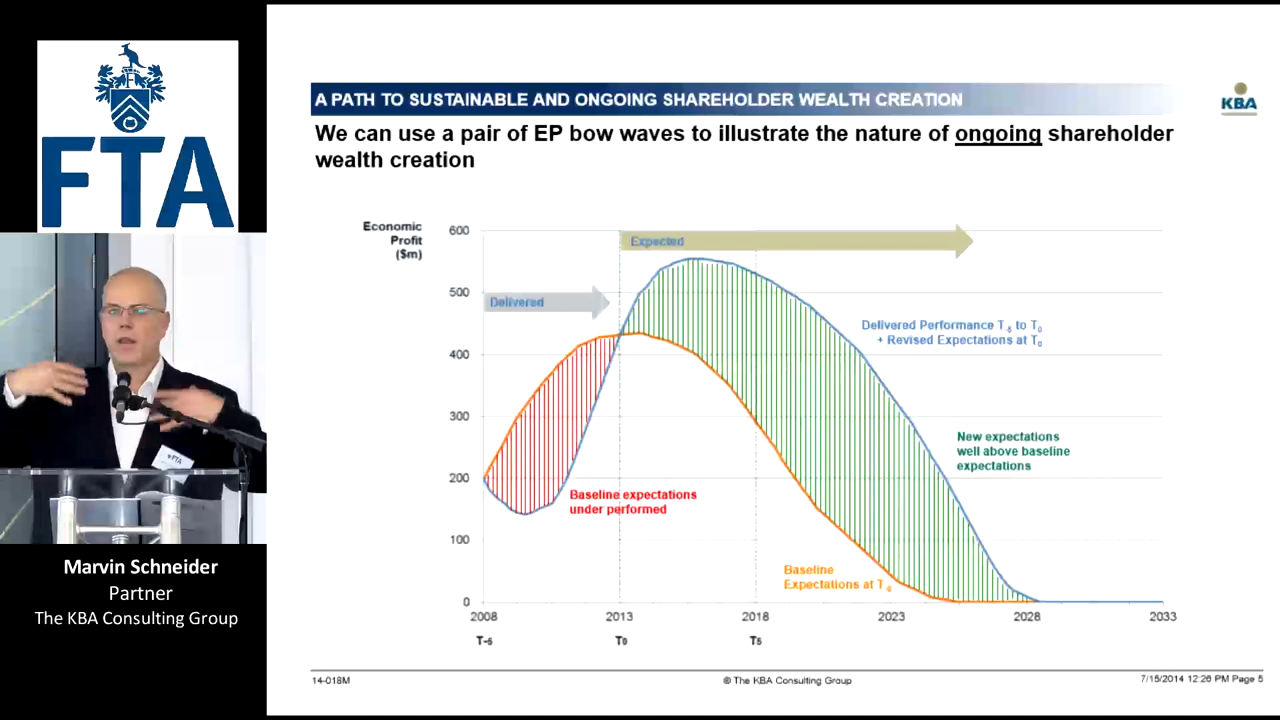 FTA
Marvin Schneider
Partner
The KBA Consulting Group
A PATH TO SUSTAINABLE AND ONGOING SHAREHOLDER WEALTH CREATION
KBA
We can use a pair of EP bow waves to illustrate the nature of ongoing shareholder
wealth creation
Economic
Profit
($m)
600
500
400
300
200
100
0
Expected
Delivered
Delivered Performance T-5 to T0
+ Revised Expectations at T0
New expectations
well above baseline
expectations
Baseline expectations
under performed
Baseline
Expectations at T
2008 2013 2018 2023 2028 2033
T-5 T0 T5
14-018M © The KBA Consulting Group 7/15/2014 12:26 PM Page 5